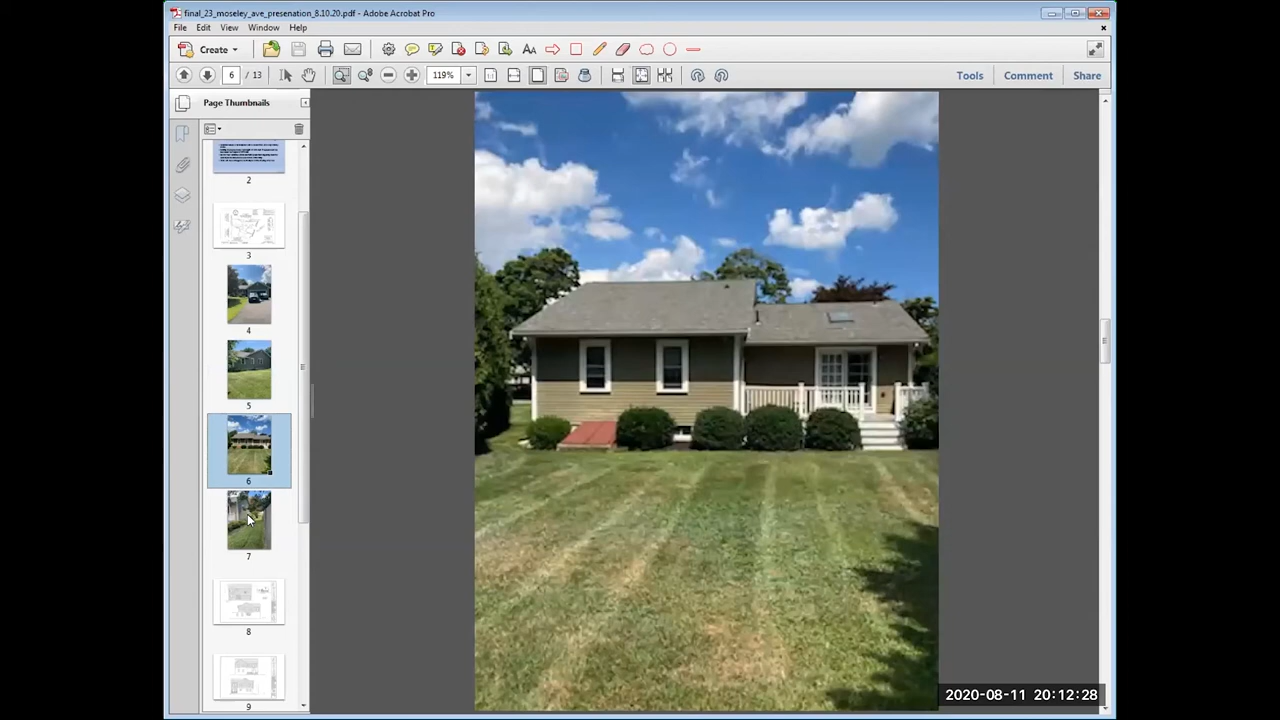 final_23_moseley_ave_presenation_8.10.20.pdf - Adobe Acrobat Pro
File Edit View Window Help
Create
6 / 13 119% Tools Comment Share
Page Thumbnails
2
3
4
5
6
7
8
9
2020-08-11 20:12:28